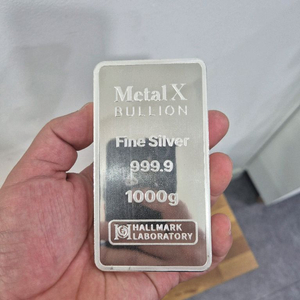 Metal X
BULLION
Fine Silver
999.9
1000g
HALLMARK
LABORATORY